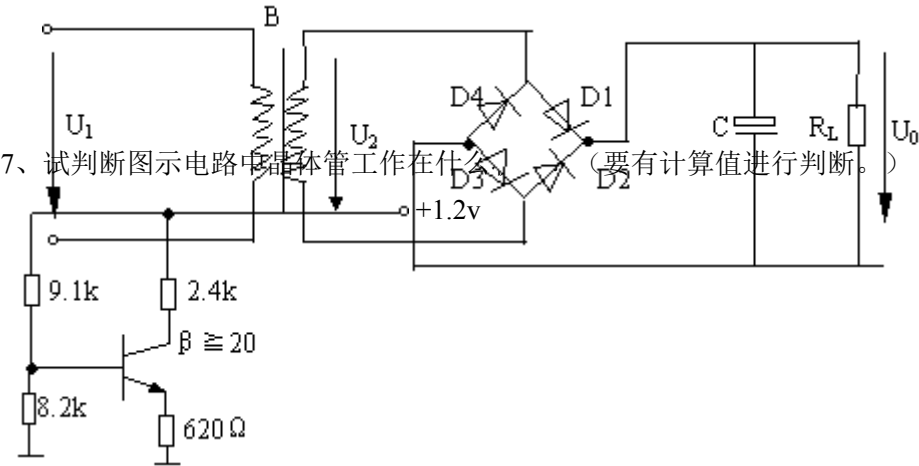 B
D4
D1
U1
U2
C
RL
U0
7、试判断图示电路中晶体管工作在什么 （要有计算值进行判断。）
D3
D2
+1.2v
9.1k
2.4k
β≧20
8.2k
620Ω